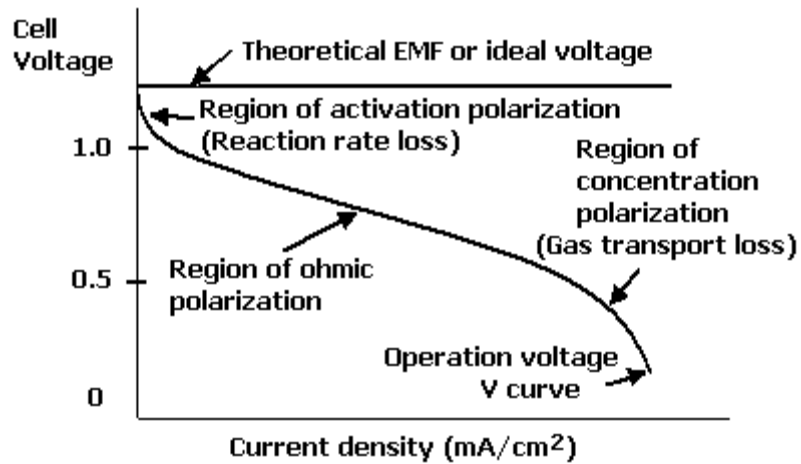 Cell
Voltage
Theoretical EMF or ideal voltage
Region of activation polarization
(Reaction rate loss)
1.0
Region of
concentration
polarization
(Gas transport loss)
Region of ohmic
polarization
0.5
Operation voltage
V curve
0
Current density (mA/cm²)